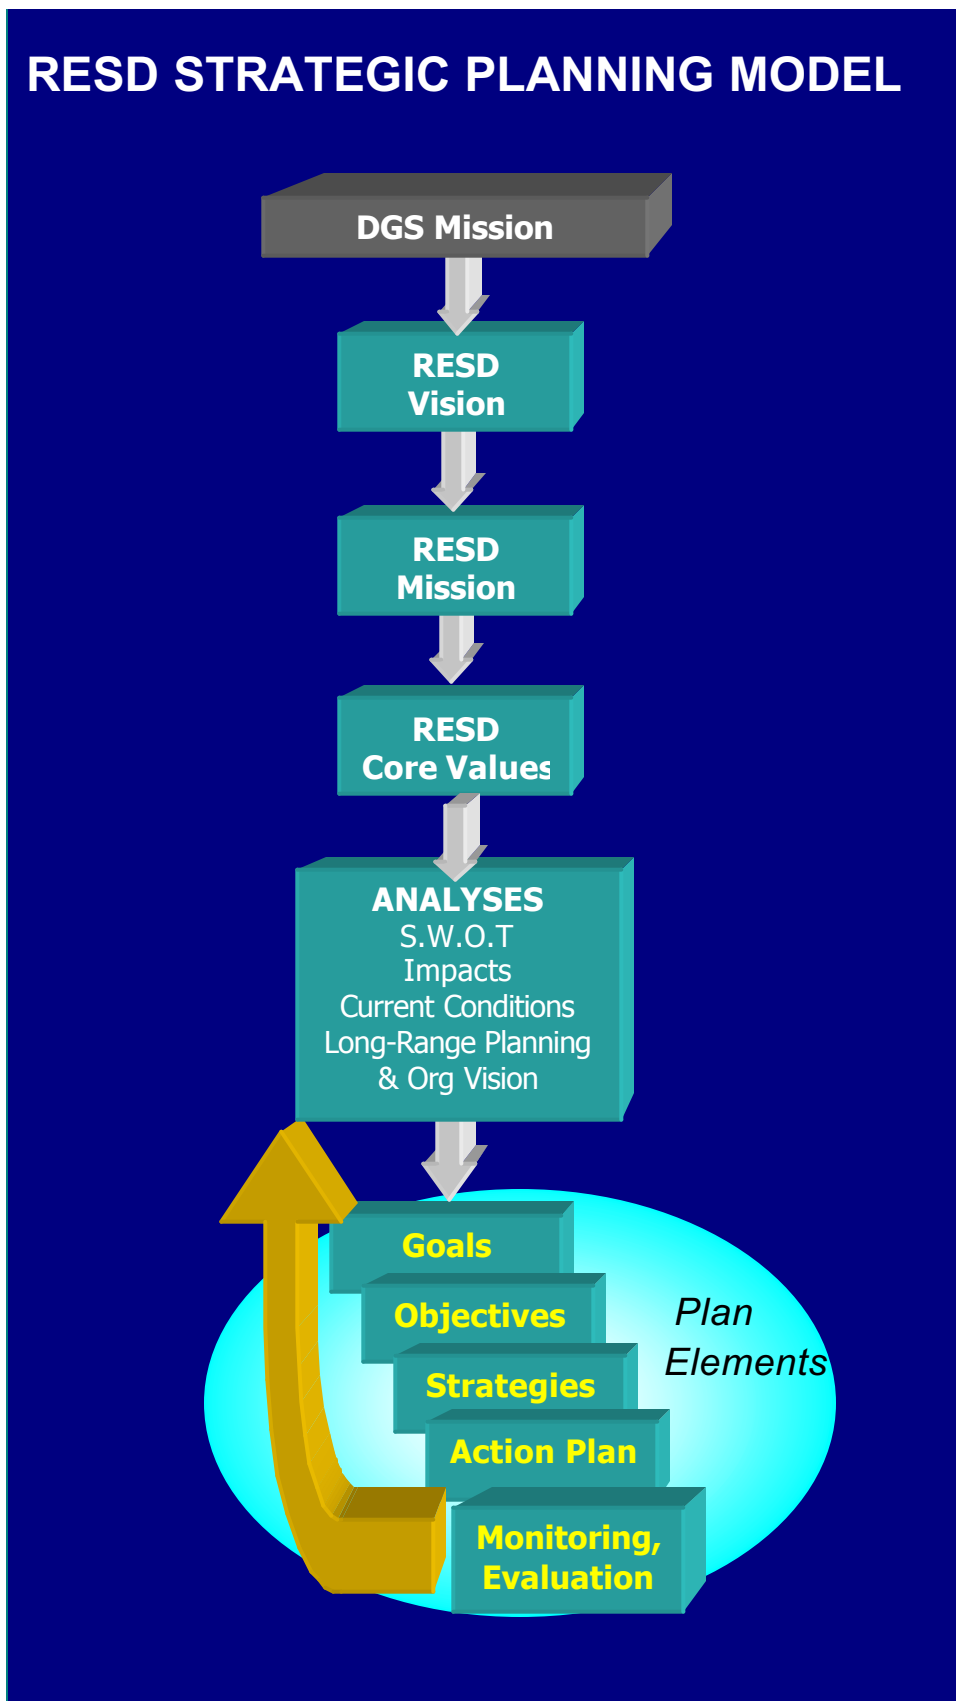 RESD STRATEGIC PLANNING MODEL
DGS Mission
RESD
Vision
RESD
Mission
RESD
Core Values
ANALYSES
S.W.O.T
Impacts
Current Conditions
Long-Range Planning
& Org Vision
Goals
Objectives
Strategies
Action Plan
Monitoring,
Evaluation
Plan
Elements